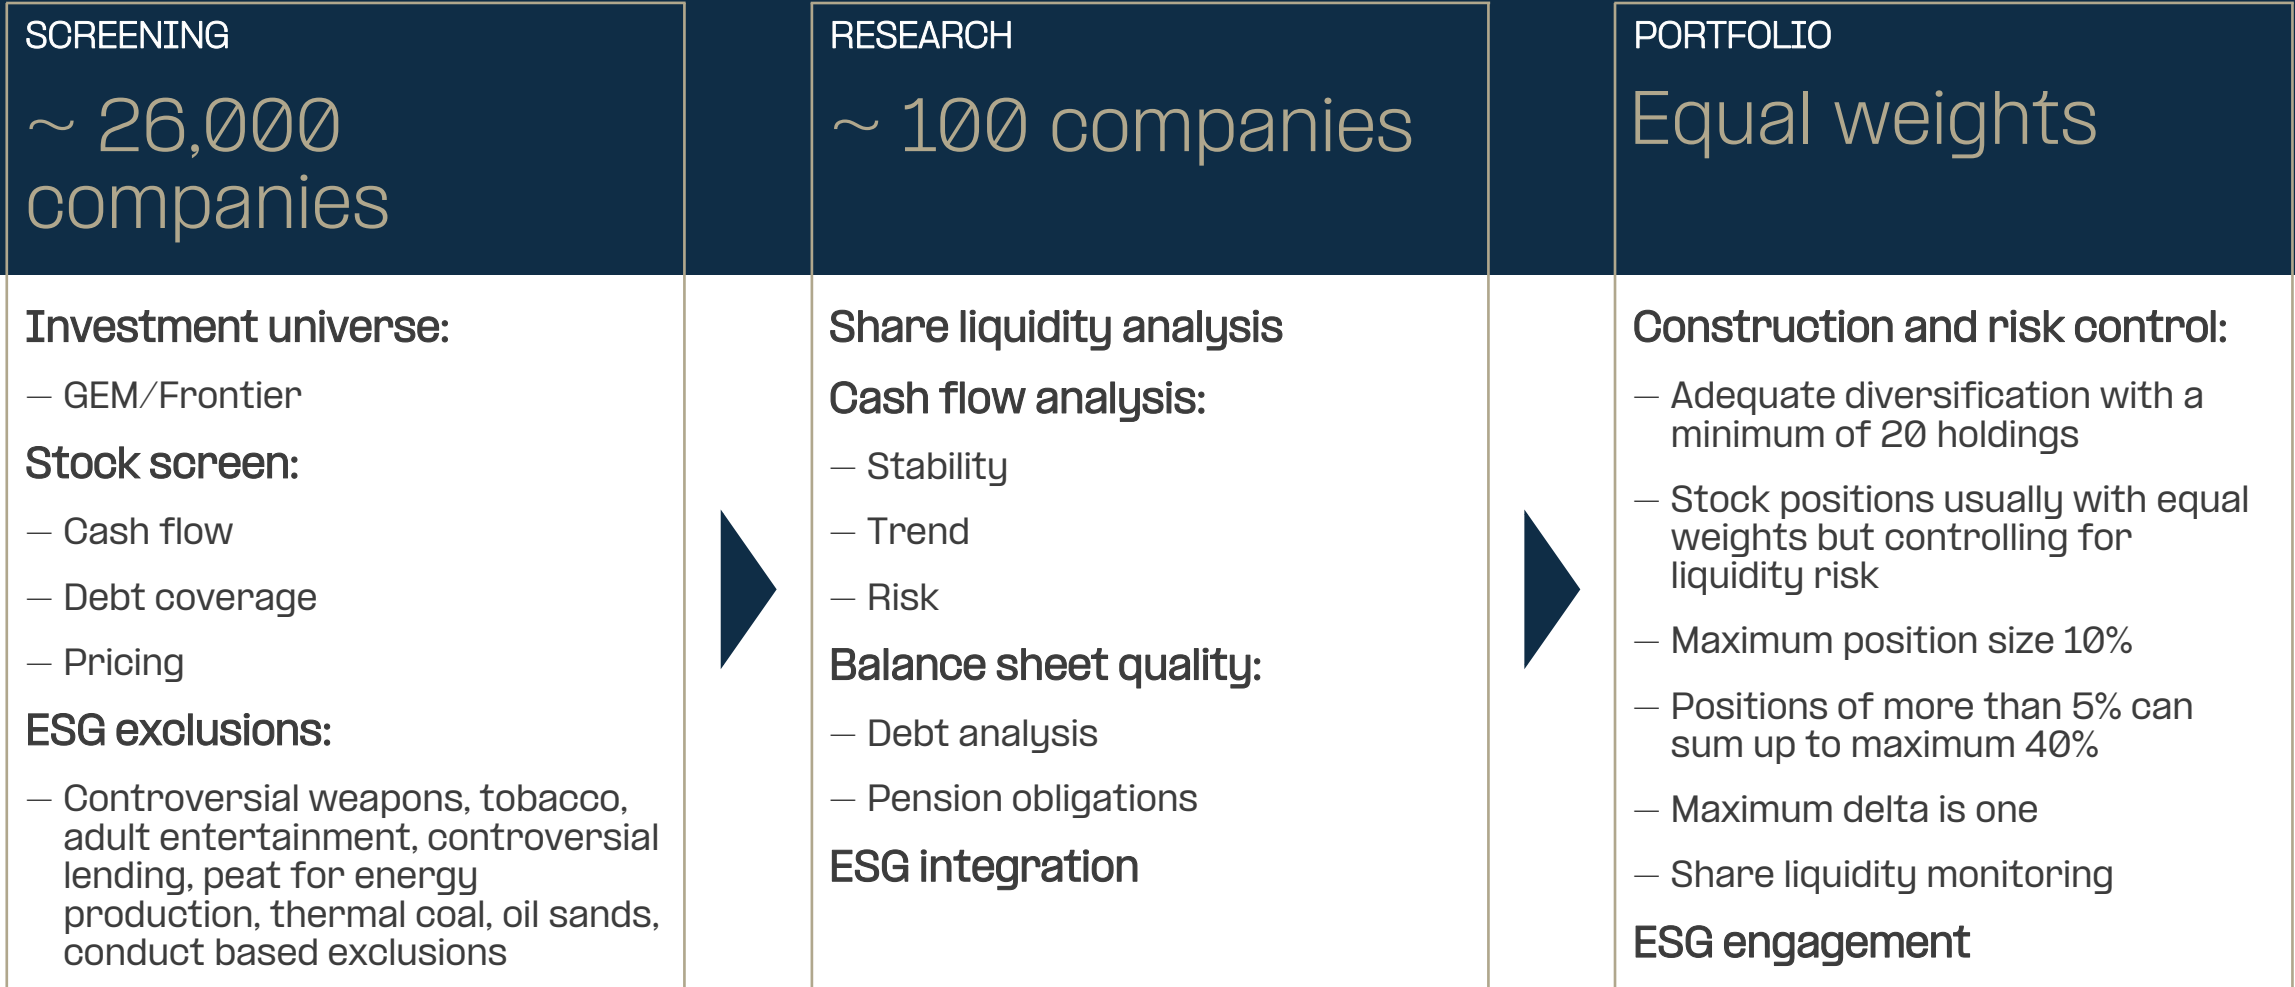 SCREENING
~ 26,000
companies
Investment universe:
– GEM/Frontier
Stock screen:
– Cash flow
– Debt coverage
– Pricing
ESG exclusions:
– Controversial weapons, tobacco,
adult entertainment, controversial
lending, peat for energy
production, thermal coal, oil sands,
conduct based exclusions
RESEARCH
~ 100 companies
Share liquidity analysis
Cash flow analysis:
– Stability
– Trend
– Risk
Balance sheet quality:
– Debt analysis
– Pension obligations
ESG integration
PORTFOLIO
Equal weights
Construction and risk control:
– Adequate diversification with a
minimum of 20 holdings
– Stock positions usually with equal
weights but controlling for
liquidity risk
– Maximum position size 10%
– Positions of more than 5% can
sum up to maximum 40%
– Maximum delta is one
– Share liquidity monitoring
ESG engagement